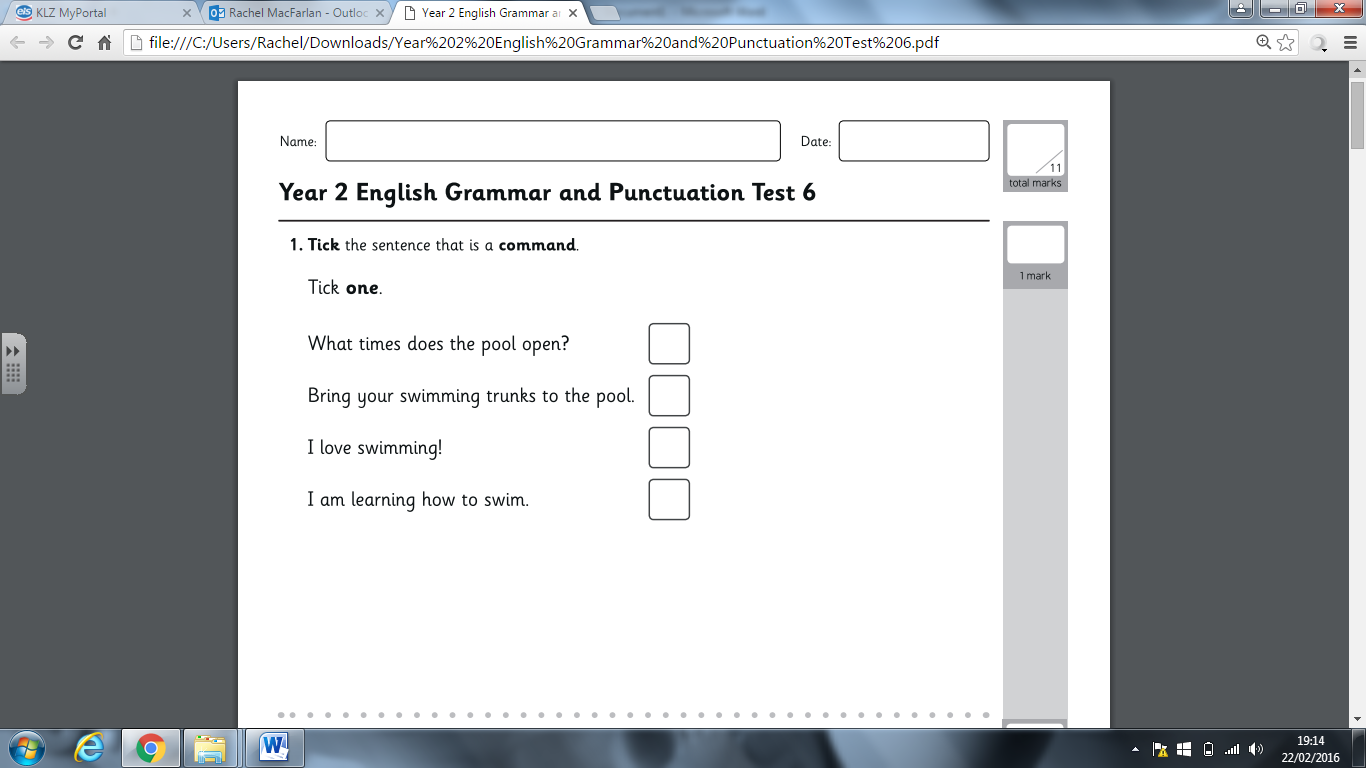 KLZ MyPortal
Rachel MacFarlan - Outloo
Year 2 English Grammar a
file:///C:/Users/Rachel/Downloads/Year%202%20English%20Grammar%20and%20Punctuation%20Test%206.pdf
Name:
Date:
11
total marks
Year 2 English Grammar and Punctuation Test 6
1. Tick the sentence that is a command.
1 mark
Tick one.
What times does the pool open?
Bring your swimming trunks to the pool.
I love swimming!
I am learning how to swim.
19:14
22/02/2016